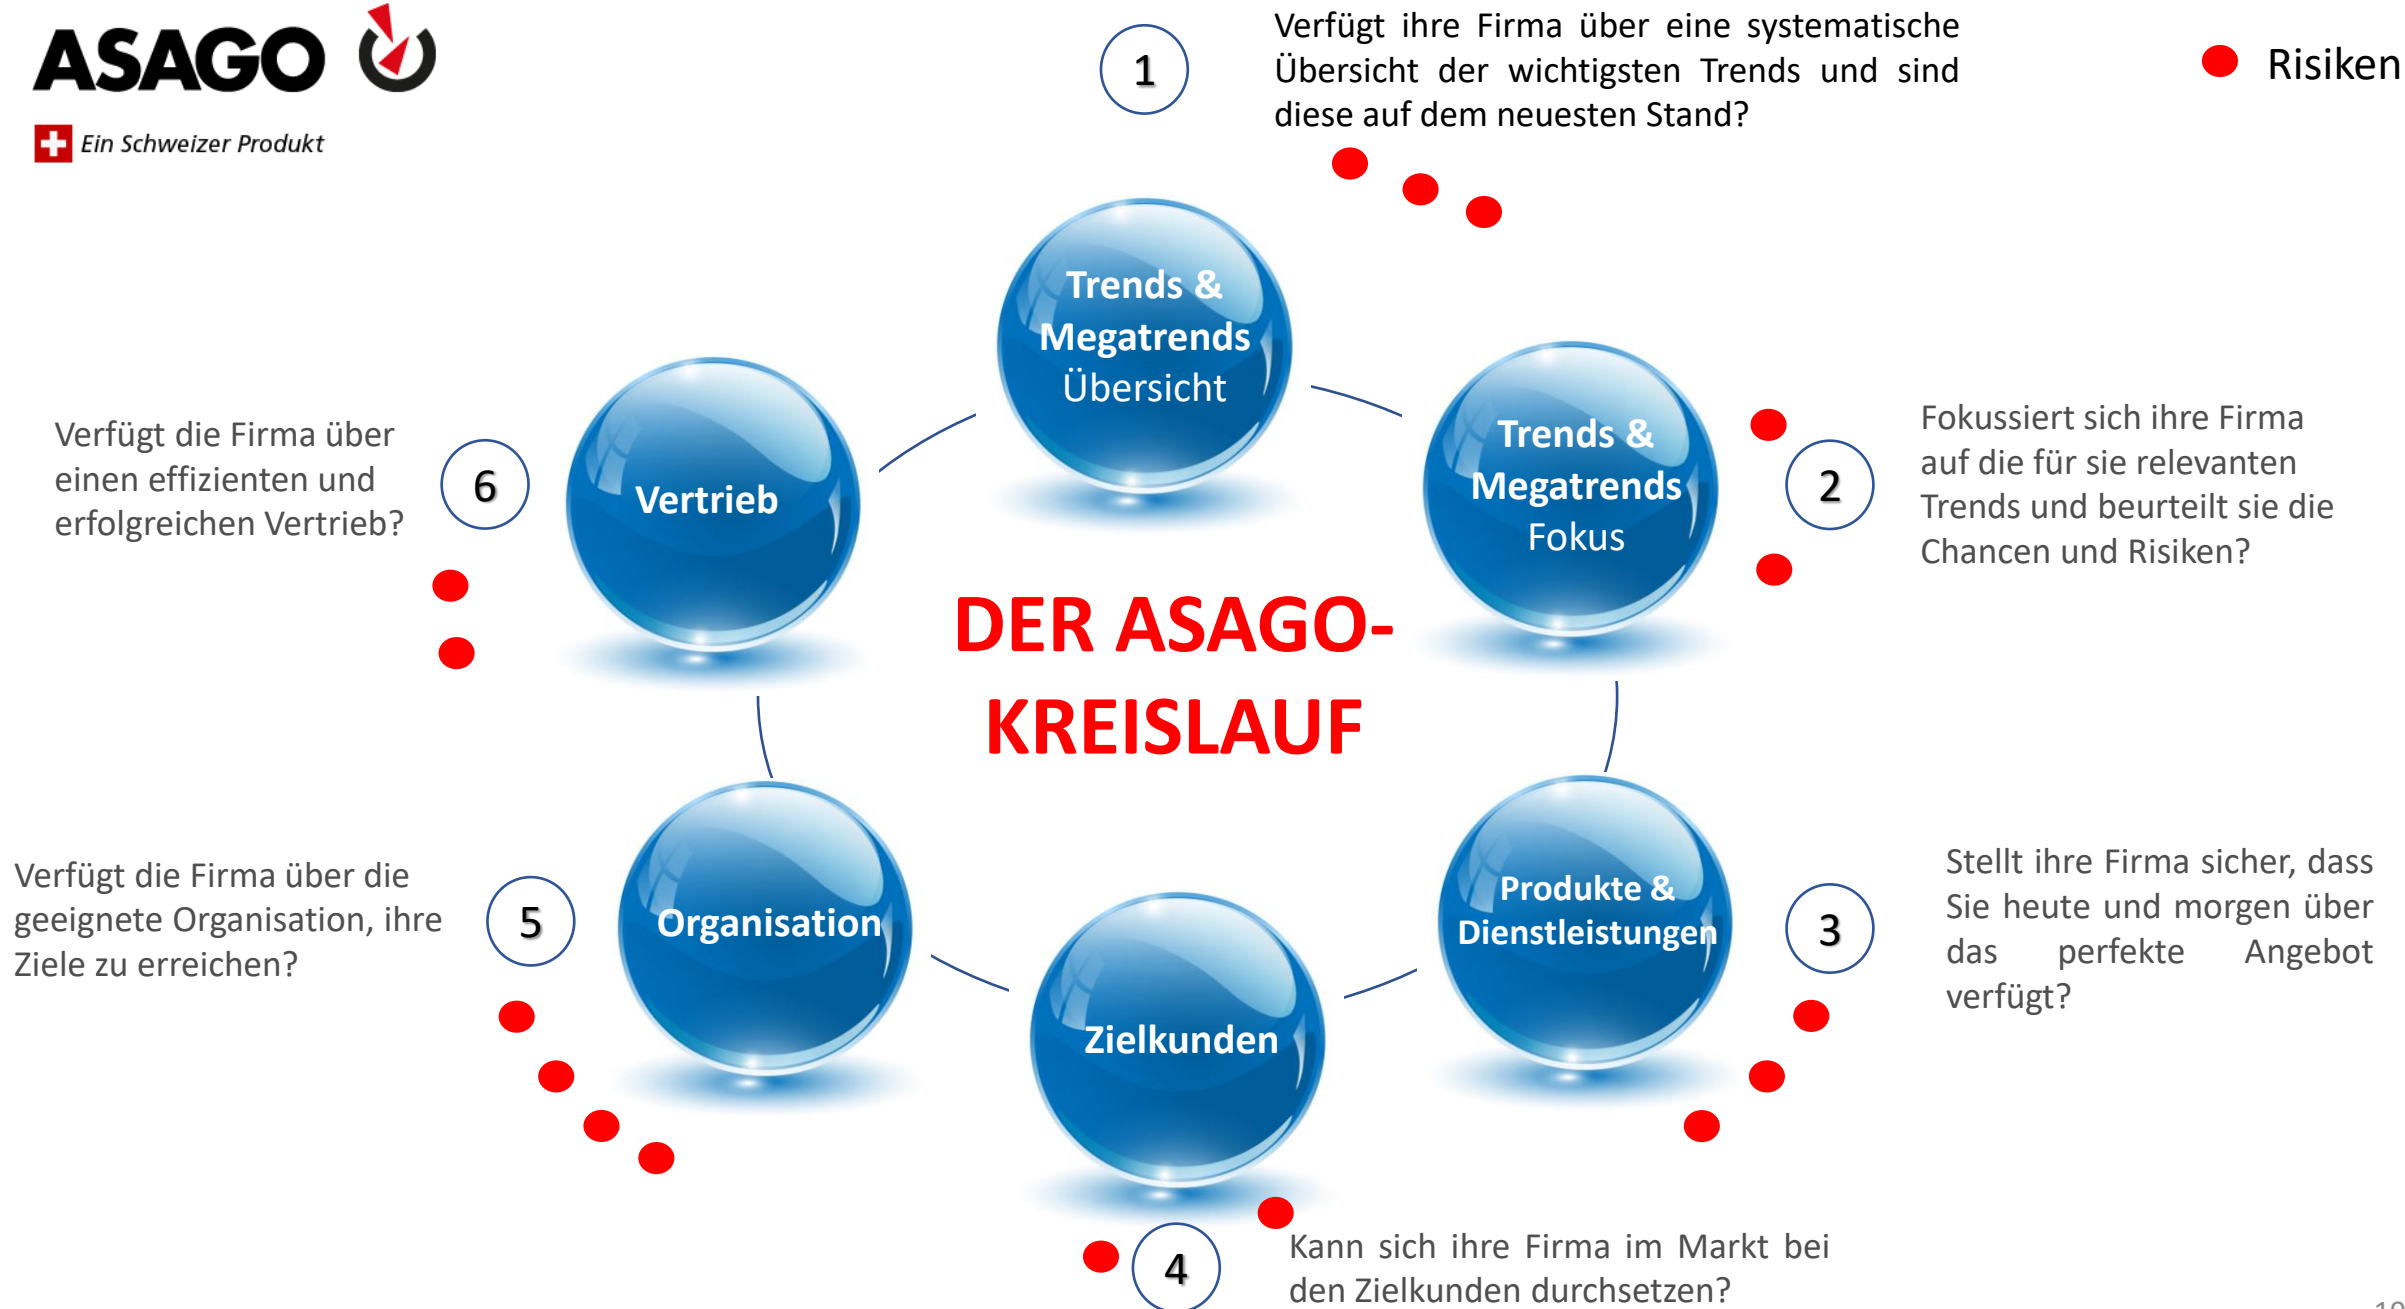 ASAGO
Ein Schweizer Produkt
1
Verfügt ihre Firma über eine systematische
Übersicht der wichtigsten Trends und sind
diese auf dem neuesten Stand?
Risiken
Trends &
Megatrends
Übersicht
Trends &
Megatrends
Fokus
2
Fokussiert sich ihre Firma
auf die für sie relevanten
Trends und beurteilt sie die
Chancen und Risiken?
Verfügt die Firma über
einen effizienten und
erfolgreichen Vertrieb?
6
Vertrieb
DER ASAGO-
KREISLAUF
Produkte &
Dienstleistungen
3
Stellt ihre Firma sicher, dass
Sie heute und morgen über
das perfekte Angebot
verfügt?
Verfügt die Firma über die
geeignete Organisation, ihre
Ziele zu erreichen?
5
Organisation
Zielkunden
4
Kann sich ihre Firma im Markt bei
den Zielkunden durchsetzen?